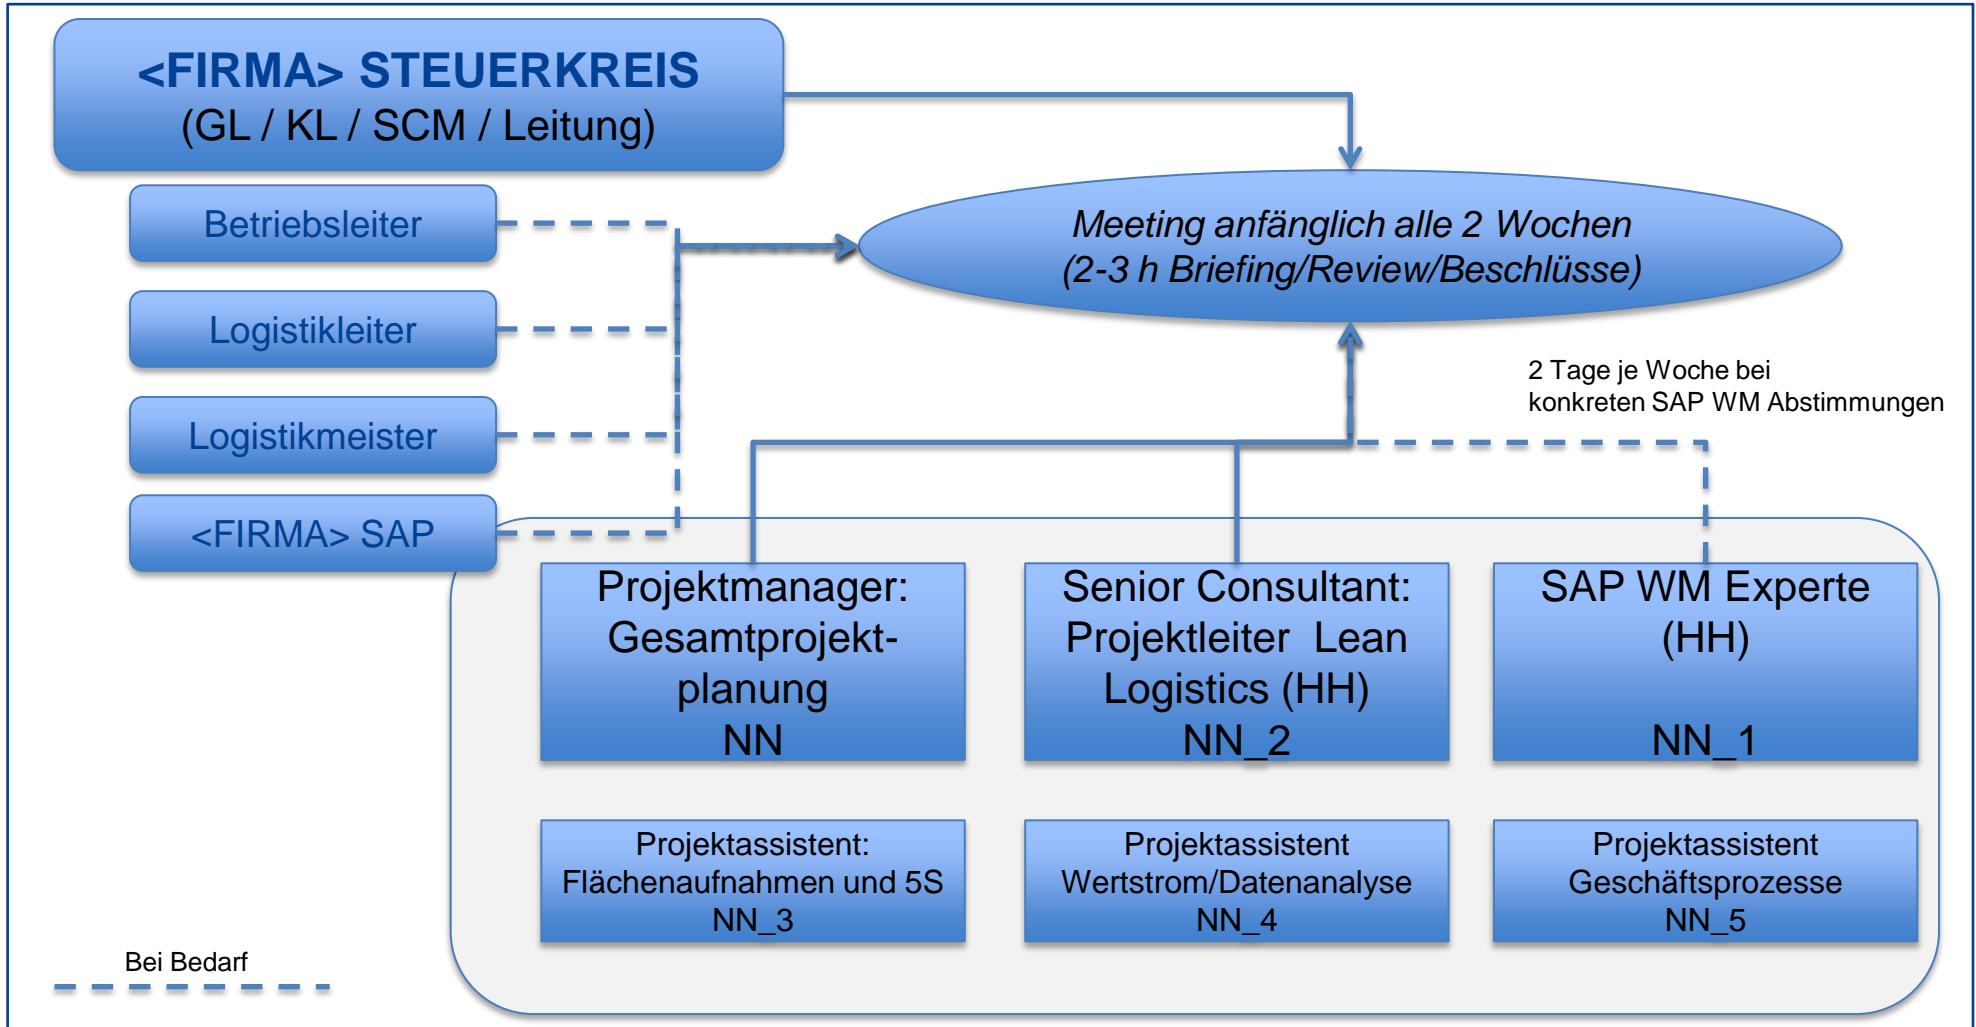 <FIRMA> STEUERKREIS
(GL / KL / SCM / Leitung)
Betriebsleiter
Logistikleiter
Logistikmeister
<FIRMA> SAP
Meeting anfänglich alle 2 Wochen
(2-3 h Briefing/Review/Beschlüsse)
2 Tage je Woche bei
konkreten SAP WM Abstimmungen
Projektmanager:
Gesamtprojekt-
planung
NN
Senior Consultant:
Projektleiter Lean
Logistics (HH)
NN_2
SAP WM Experte
(HH)
NN_1
Projektassistent:
Flächenaufnahmen und 5S
NN_3
Projektassistent
Wertstrom/Datenanalyse
NN_4
Projektassistent
Geschäftsprozesse
NN_5
Bei Bedarf